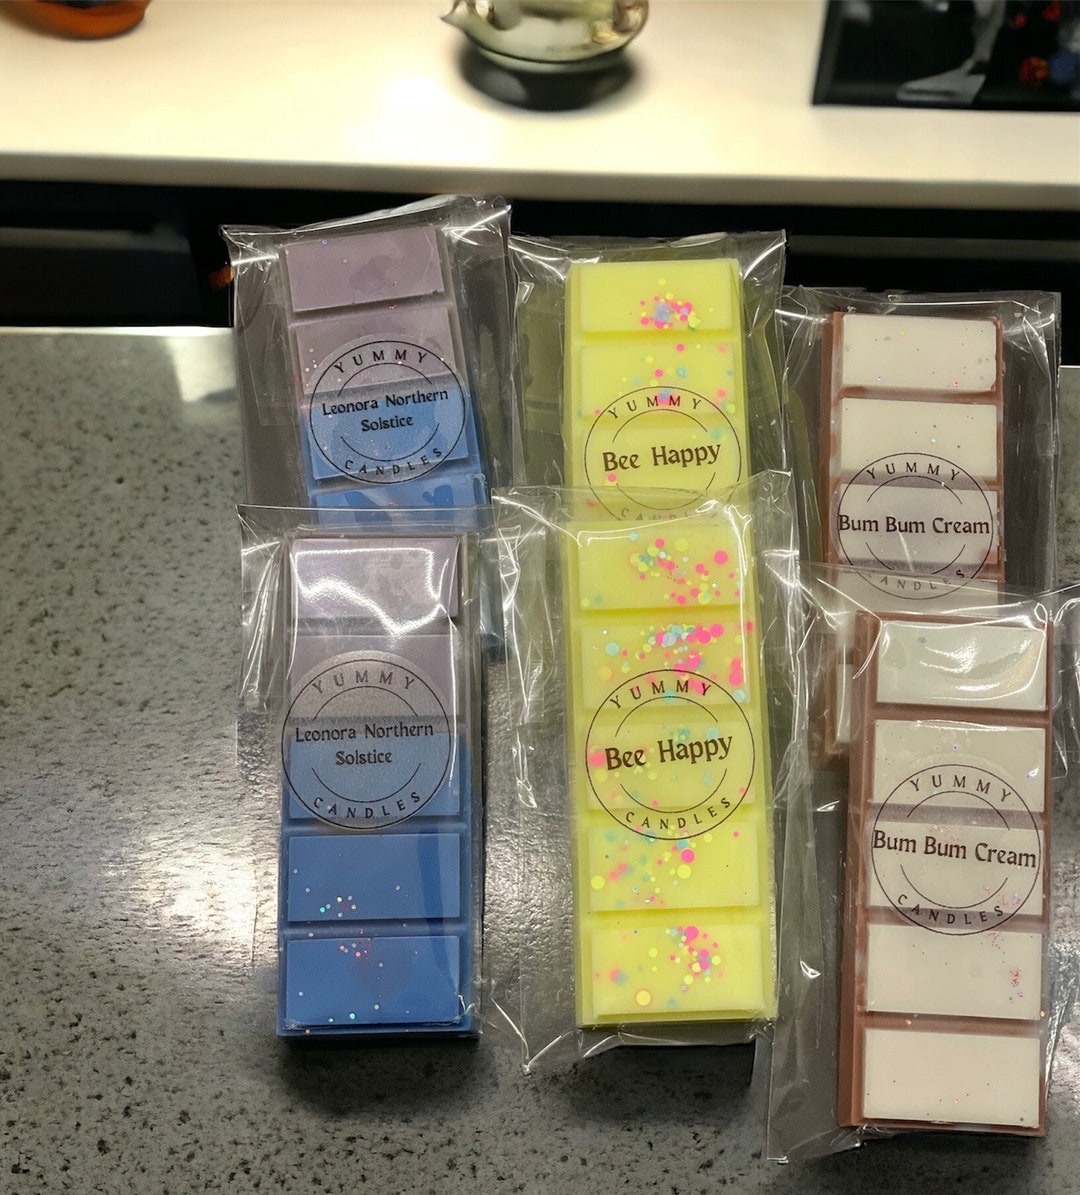 YUMMY
Leonora Northern
Solstice
CANDLES
YUMMY
Bee Happy
CANDLES
YUMMY
Bum Bum Cream
CANDLES
YUMMY
Leonora Northern
Solstice
CANDLES
YUMMY
Bee Happy
CANDLES
YUMMY
Bum Bum Cream
CANDLES